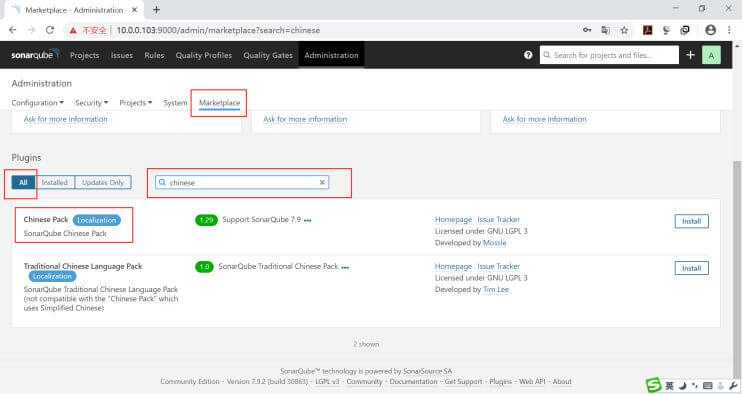 Marketplace - Administration
不安全 10.0.0.103:9000/admin/marketplace?search=chinese
sonarqube Projects Issues Rules Quality Profiles Quality Gates Administration Search for projects and files... A
Administration
Configuration Security Projects System Marketplace
Ask for more information Ask for more information Ask for more information
Plugins
All Installed Updates Only chinese
Chinese Pack Localization 1.29 Support SonarQube 7.9 ••• Homepage Issue Tracker Install
SonarQube Chinese Pack Licensed under GNU LGPL 3
Developed by Mossle
Traditional Chinese Language Pack 1.0 SonarQube Traditional Chinese Pack ••• Homepage Issue Tracker Install
Localization Licensed under GNU LGPL 3
SonarQube Traditional Chinese Language Pack Developed by Tim Lee
(not compatible with the "Chinese Pack" which
uses Simplified Chinese)
2 shown
SonarQube™ technology is powered by SonarSource SA
Community Edition - Version 7.9.2 (build 30863) - LGPL v3 - Community - Documentation - Get Support - Plugins - Web API - About
英